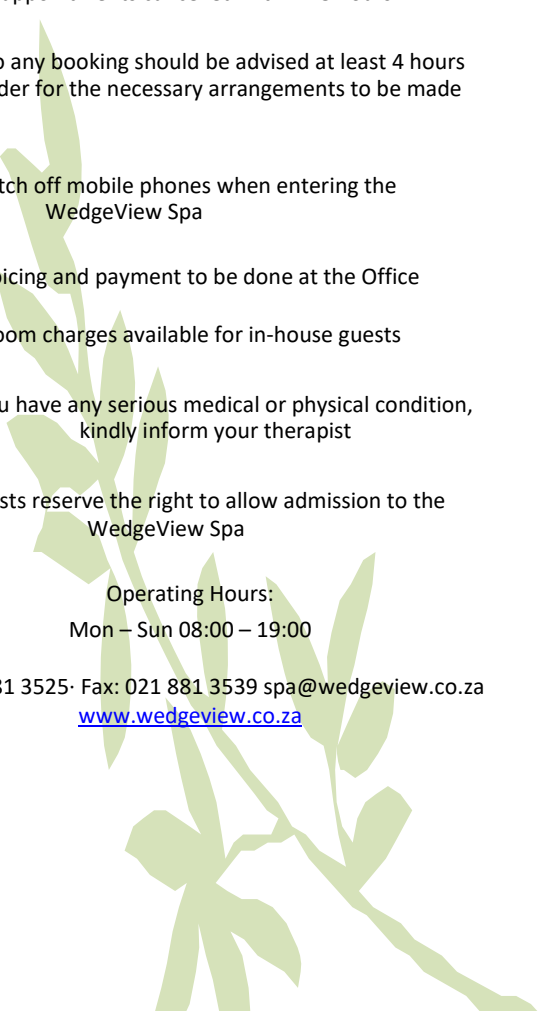 any booking should be advised at least 4 hours
der for the necessary arrangements to be made
tch off mobile phones when entering the
WedgeView Spa
icing and payment to be done at the Office
om charges available for in-house guests
u have any serious medical or physical condition,
kindly inform your therapist
sts reserve the right to allow admission to the
WedgeView Spa
Operating Hours:
Mon – Sun 08:00 – 19:00
81 3525· Fax: 021 881 3539 spa@wedgeview.co.za
www.wedgeview.co.za